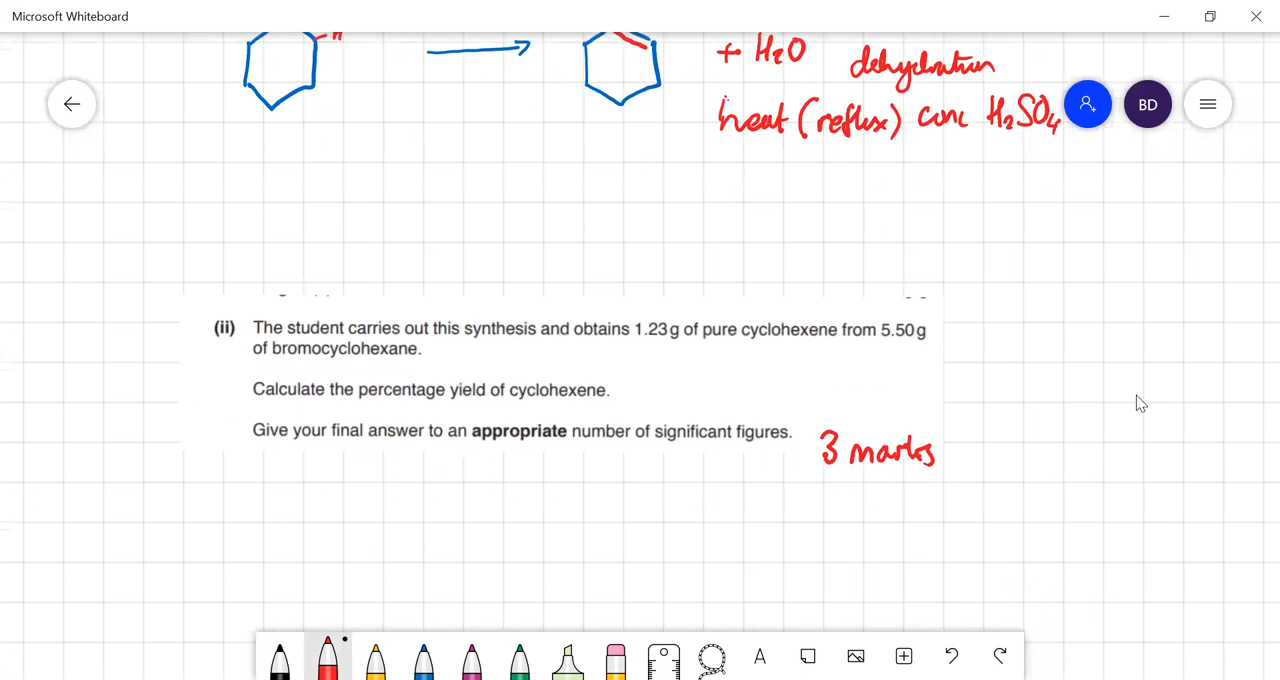 Microsoft Whiteboard
+ H2O dehydration
heat (reflux) conc H2SO4
BD
(ii) The student carries out this synthesis and obtains 1.23g of pure cyclohexene from 5.50g
of bromocyclohexane.
Calculate the percentage yield of cyclohexene.
Give your final answer to an appropriate number of significant figures.
3 marks
A